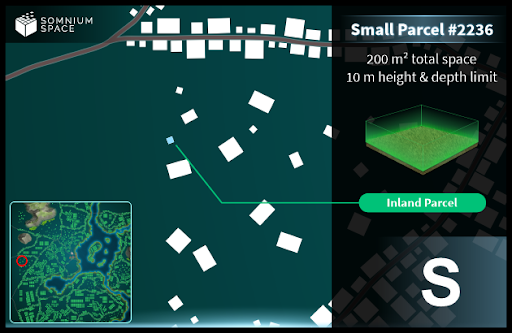 SOMNIUM
SPACE
Small Parcel #2236
200 m² total space
10 m height & depth limit
Inland Parcel
S